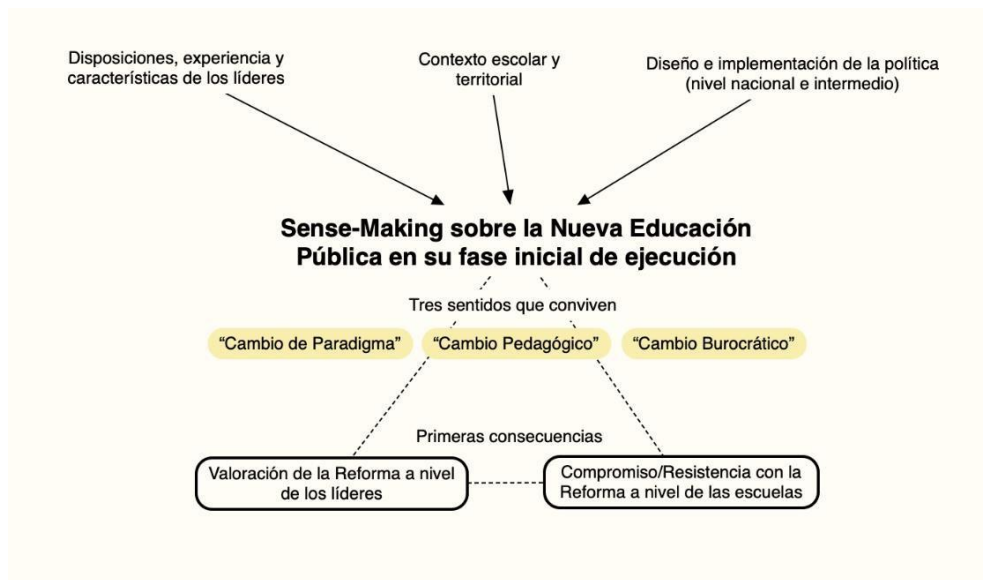 Disposiciones, experiencia y
características de los líderes
Contexto escolar y
territorial
Diseño e implementación de la política
(nivel nacional e intermedio)
Sense-Making sobre la Nueva Educación
Pública en su fase inicial de ejecución
Tres sentidos que conviven
“Cambio de Paradigma”
“Cambio Pedagógico”
“Cambio Burocrático”
Primeras consecuencias
Valoración de la Reforma a nivel
de los líderes
Compromiso/Resistencia con la
Reforma a nivel de las escuelas